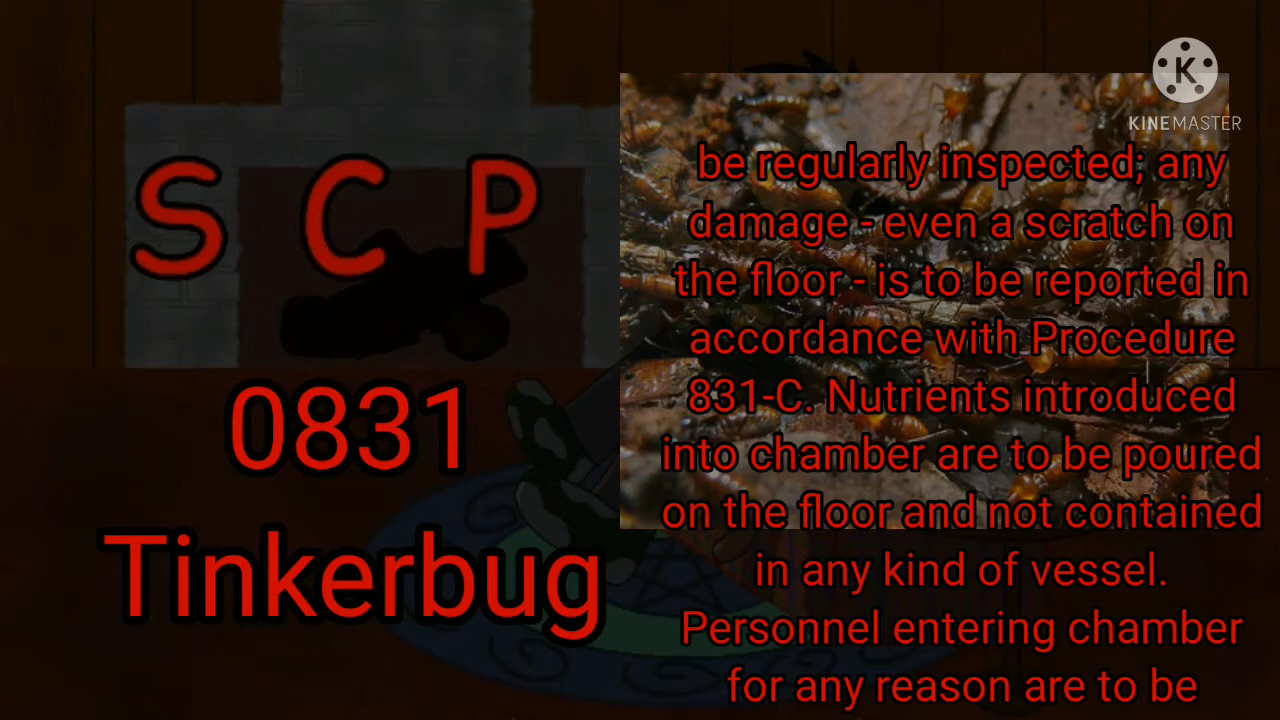 S C P
0831
Tinkerbug
KINEMASTER
be regularly inspected; any
damage - even a scratch on
the floor - is to be reported in
accordance with Procedure
831-C. Nutrients introduced
into chamber are to be poured
on the floor and not contained
in any kind of vessel.
Personnel entering chamber
for any reason are to be